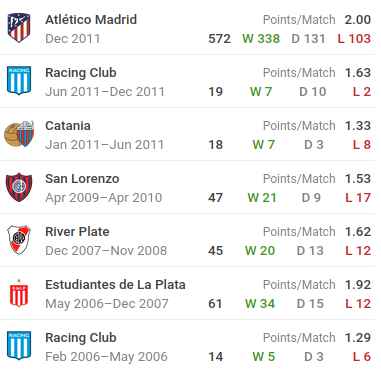 Atlético Madrid Points/Match 2.00
Dec 2011 572 W 338 D 131 L 103
Racing Club Points/Match 1.63
Jun 2011–Dec 2011 19 W 7 D 10 L 2
Catania Points/Match 1.33
Jan 2011–Jun 2011 18 W 7 D 3 L 8
San Lorenzo Points/Match 1.53
Apr 2009–Apr 2010 47 W 21 D 9 L 17
River Plate Points/Match 1.62
Dec 2007–Nov 2008 45 W 20 D 13 L 12
Estudiantes de La Plata Points/Match 1.92
May 2006–Dec 2007 61 W 34 D 15 L 12
Racing Club Points/Match 1.29
Feb 2006–May 2006 14 W 5 D 3 L 6